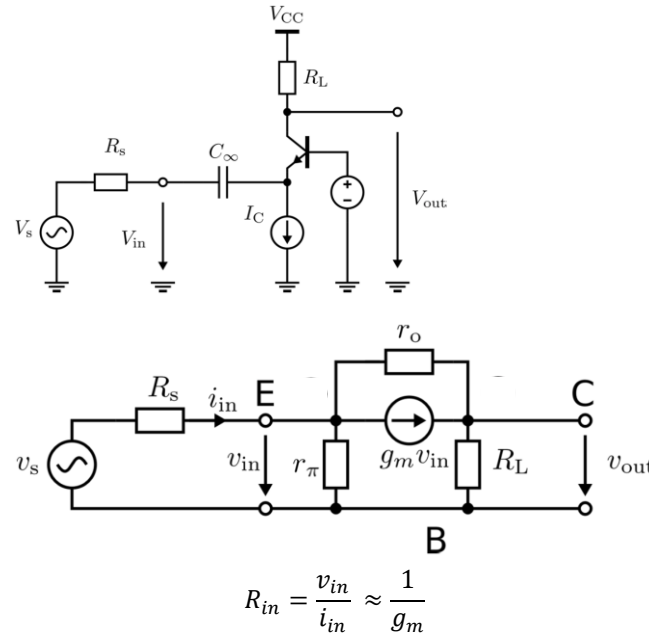 V_CC
R_L
R_s
C_∞
V_s
V_in
I_C
+
−
V_out
r_o
R_s
i_in
E
C
v_s
v_in
r_π
g_m v_in
R_L
v_out
B
R_in = v_in / i_in ≈ 1 / g_m